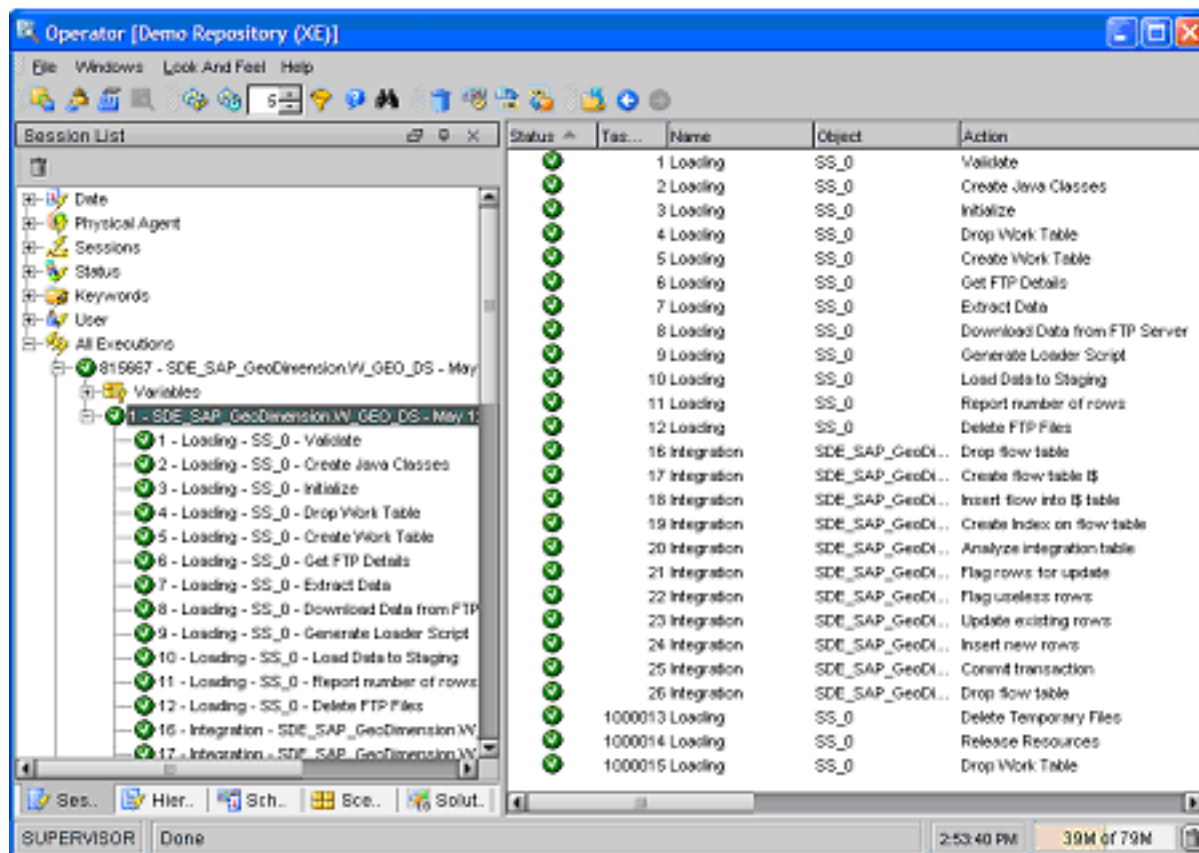 Operator [Demo Repository (XE)]
File Windows Look And Feel Help
5
Session List
Date
Physical Agent
Sessions
Status
Keywords
User
All Executions
815667 - SDE_SAP_GeoDimension.W_GEO_DS - May
Variables
1 - SDE_SAP_GeoDimension.W_GEO_DS - May 1
1 - Loading - SS_0 - Validate
2 - Loading - SS_0 - Create Java Classes
3 - Loading - SS_0 - Initialize
4 - Loading - SS_0 - Drop Work Table
5 - Loading - SS_0 - Create Work Table
6 - Loading - SS_0 - Get FTP Details
7 - Loading - SS_0 - Extract Data
8 - Loading - SS_0 - Download Data from FTP
9 - Loading - SS_0 - Generate Loader Script
10 - Loading - SS_0 - Load Data to Staging
11 - Loading - SS_0 - Report number of rows
12 - Loading - SS_0 - Delete FTP Files
16 - Integration - SDE_SAP_GeoDimension.W
17 - Integration - SDE_SAP_GeoDimension.W
Ses.. Hier.. Sch.. Sce.. Solut..
Status Tas... Name Object Action
1 Loading SS_0 Validate
2 Loading SS_0 Create Java Classes
3 Loading SS_0 Initialize
4 Loading SS_0 Drop Work Table
5 Loading SS_0 Create Work Table
6 Loading SS_0 Get FTP Details
7 Loading SS_0 Extract Data
8 Loading SS_0 Download Data from FTP Server
9 Loading SS_0 Generate Loader Script
10 Loading SS_0 Load Data to Staging
11 Loading SS_0 Report number of rows
12 Loading SS_0 Delete FTP Files
16 Integration SDE_SAP_GeoDi... Drop flow table
17 Integration SDE_SAP_GeoDi... Create flow table I$
18 Integration SDE_SAP_GeoDi... Insert flow into I$ table
19 Integration SDE_SAP_GeoDi... Create Index on flow table
20 Integration SDE_SAP_GeoDi... Analyze integration table
21 Integration SDE_SAP_GeoDi... Flag rows for update
22 Integration SDE_SAP_GeoDi... Flag useless rows
23 Integration SDE_SAP_GeoDi... Update existing rows
24 Integration SDE_SAP_GeoDi... Insert new rows
25 Integration SDE_SAP_GeoDi... Commit transaction
26 Integration SDE_SAP_GeoDi... Drop flow table
1000013 Loading SS_0 Delete Temporary Files
1000014 Loading SS_0 Release Resources
1000015 Loading SS_0 Drop Work Table
SUPERVISOR Done 2:53:40 PM 39M of 79M